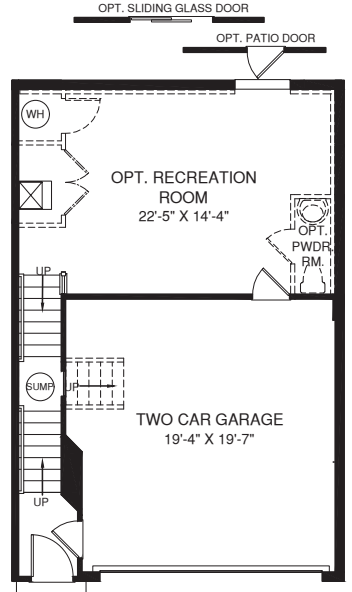 OPT. SLIDING GLASS DOOR
OPT. PATIO DOOR
WH
OPT. RECREATION
ROOM
22'-5" X 14'-4"
OPT.
PWDR.
RM.
UP
SUMP
UP
TWO CAR GARAGE
19'-4" X 19'-7"
UP